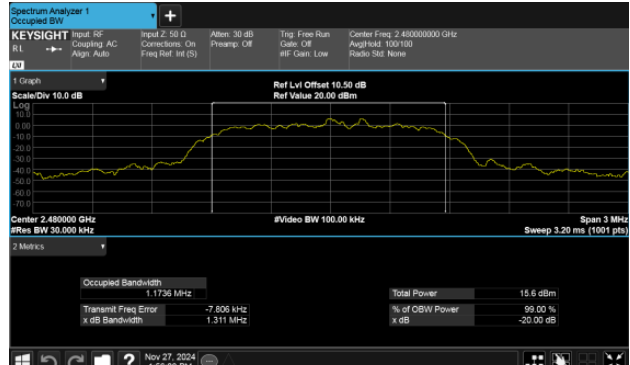 Spectrum Analyzer 1
Occupied BW
KEYSIGHT Input: RF Input Z: 50 Ω Atten: 30 dB Trig: Free Run Center Freq: 2.480000000 GHz
RL Coupling: AC Corrections: On Preamp: Off Gate: Off Avg|Hold: 100/100
Align: Auto Freq Ref: Int (S) #IF Gain: Low Radio Std: None
LXI
1 Graph
Ref Lvl Offset 10.50 dB
Scale/Div 10.0 dB Ref Value 20.00 dBm
Log
10.0
0.00
-10.0
-20.0
-30.0
-40.0
-50.0
-60.0
-70.0
Center 2.480000 GHz #Video BW 100.00 kHz Span 3 MHz
#Res BW 30.000 kHz Sweep 3.20 ms (1001 pts)
2 Metrics
Occupied Bandwidth
1.1736 MHz Total Power 15.6 dBm
Transmit Freq Error -7.806 kHz % of OBW Power 99.00 %
x dB Bandwidth 1.311 MHz x dB -20.00 dB
? Nov 27, 2024